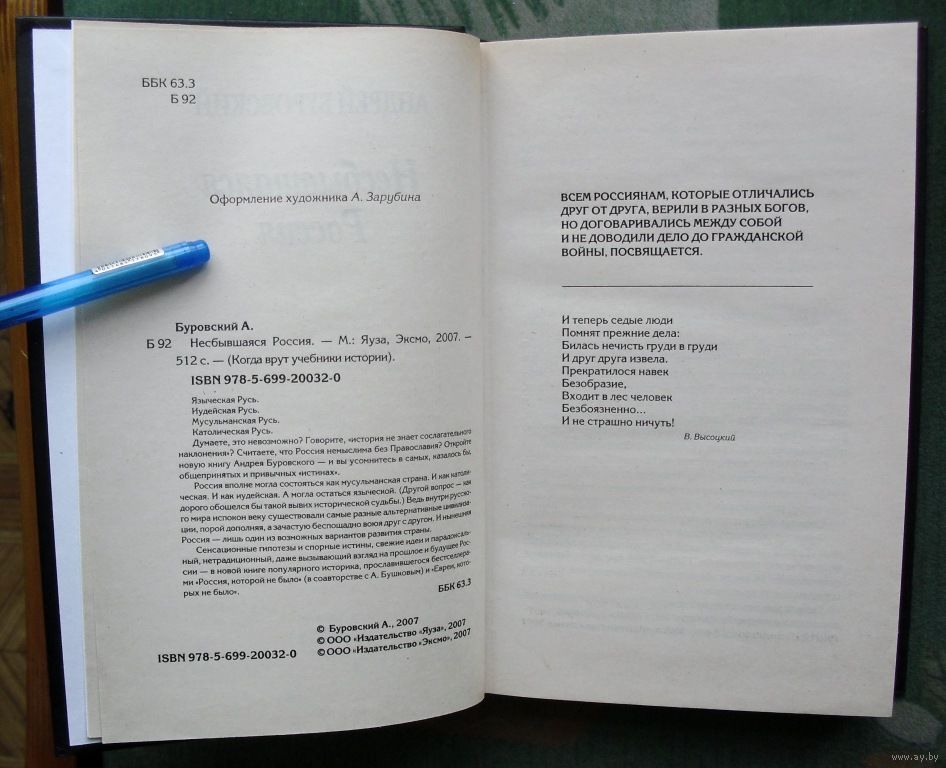 ББК 63.3
Б 92
Оформление художника А. Зарубина
Буровский А.
Б 92 Несбывшаяся Россия. — М.: Яуза, Эксмо, 2007. –
512 с. — (Когда врут учебники истории).
ISBN 978-5-699-20032-0
Языческая Русь.
Иудейская Русь.
Мусульманская Русь.
Католическая Русь.
Думаете, это невозможно? Говорите, «история не знает сослагательного
наклонения»? Считаете, что Россия немыслима без Православия? Откройте
новую книгу Андрея Буровского — и вы усомнитесь в самых, казалось бы,
общепринятых и привычных «истинах».
Россия вполне могла состояться как мусульманская страна. И как католи-
ческая. И как иудейская. А могла остаться языческой. (Другой вопрос — как
дорого обошелся бы такой вывих исторической судьбы.) Ведь внутри русско-
го мира испокон веку существовали самые разные альтернативные цивилиза-
ции, порой дополняя, а зачастую беспощадно воюя друг с другом. И нынешняя
Россия — лишь один из возможных вариантов развития страны.
Сенсационные гипотезы и спорные истины, свежие идеи и парадоксаль-
ный, нетрадиционный, даже вызывающий взгляд на прошлое и будущее Рос-
сии — в новой книге популярного историка, прославившегося бестселлера-
ми «Россия, которой не было» (в соавторстве с А. Бушковым) и «Евреи, кото-
рых не было».
ББК 63.3
© Буровский А., 2007
© ООО «Издательство «Яуза», 2007
ISBN 978-5-699-20032-0 © ООО «Издательство «Эксмо», 2007
ВСЕМ РОССИЯНАМ, КОТОРЫЕ ОТЛИЧАЛИСЬ
ДРУГ ОТ ДРУГА, ВЕРИЛИ В РАЗНЫХ БОГОВ,
НО ДОГОВАРИВАЛИСЬ МЕЖДУ СОБОЙ
И НЕ ДОВОДИЛИ ДЕЛО ДО ГРАЖДАНСКОЙ
ВОЙНЫ, ПОСВЯЩАЕТСЯ.
И теперь седые люди
Помнят прежние дела:
Билась нечисть груди в груди
И друг друга извела.
Прекратилося навек
Безобразие,
Входит в лес человек
Безбоязненно...
И не страшно ничуть!
В. Высоцкий
www.ay.by